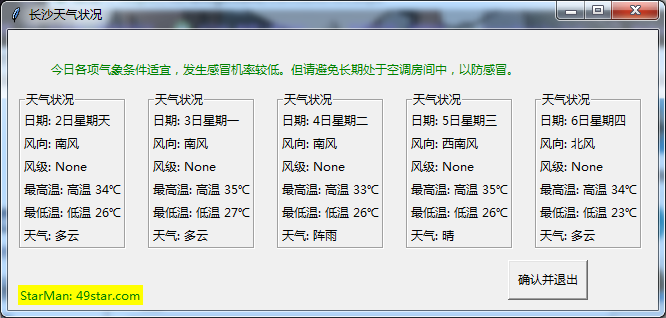 长沙天气状况
今日各项气象条件适宜，发生感冒机率较低。但请避免长期处于空调房间中，以防感冒。
天气状况
日期: 2日星期天
风向: 南风
风级: None
最高温: 高温 34℃
最低温: 低温 26℃
天气: 多云
天气状况
日期: 3日星期一
风向: 南风
风级: None
最高温: 高温 35℃
最低温: 低温 27℃
天气: 多云
天气状况
日期: 4日星期二
风向: 南风
风级: None
最高温: 高温 33℃
最低温: 低温 26℃
天气: 阵雨
天气状况
日期: 5日星期三
风向: 西南风
风级: None
最高温: 高温 35℃
最低温: 低温 26℃
天气: 晴
天气状况
日期: 6日星期四
风向: 北风
风级: None
最高温: 高温 34℃
最低温: 低温 23℃
天气: 多云
确认并退出
StarMan: 49star.com